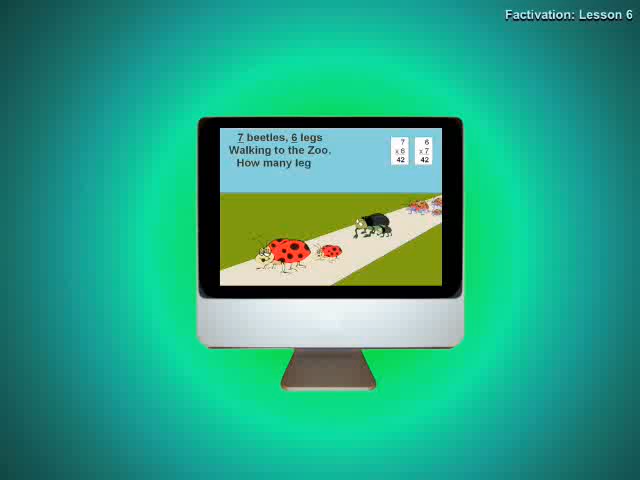 Factivation: Lesson 6
7 beetles, 6 legs
Walking to the Zoo.
How many leg
7
x 6
42
6
x 7
42